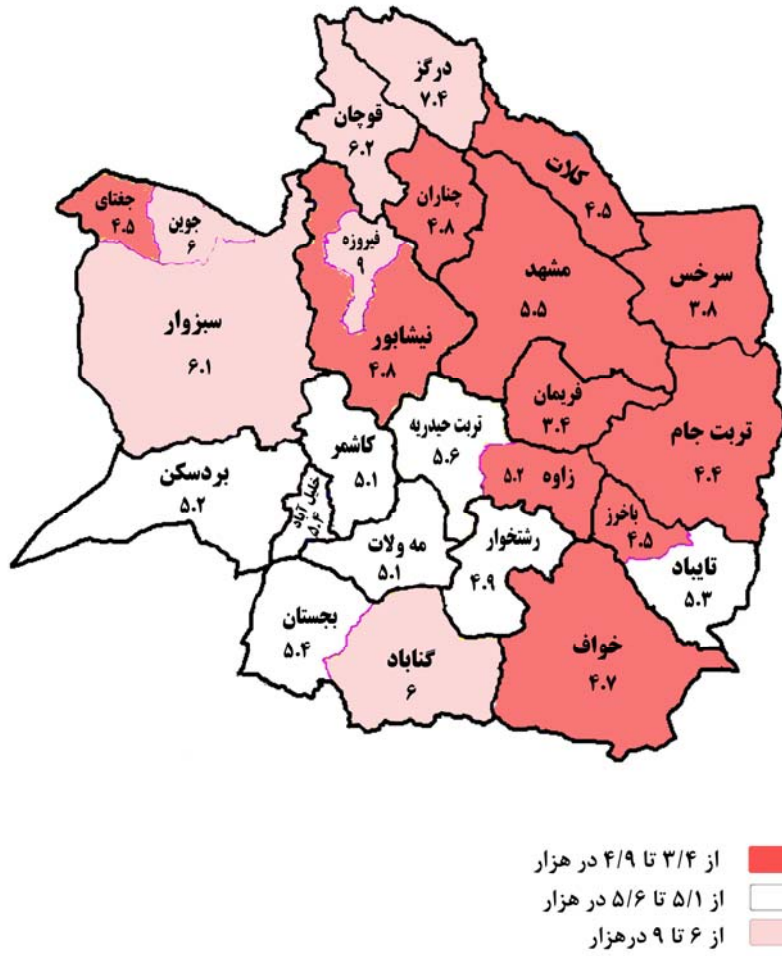 درگز
۷.۴
قوچان
۶.۲
کلات
۴.۵
چناران
۴.۸
جغتای
۴.۵
جوین
۶
فیروزه
۹
مشهد
۵.۵
سرخس
۳.۸
سبزوار
۶.۱
نیشابور
۴.۸
فریمان
۳.۴
تربت جام
۴.۴
کاشمر
۵.۱
تربت حیدریه
۵.۶
زاوه ۵.۲
بردسکن
۵.۲
خلیل آباد
۵.۴
باخرز
۴.۵
مه ولات
۵.۱
رشتخوار
۴.۹
تایباد
۵.۳
بجستان
۵.۴
گناباد
۶
خواف
۴.۷
از ۳/۴ تا ۴/۹ در هزار
از ۵/۱ تا ۵/۶ در هزار
از ۶ تا ۹ درهزار